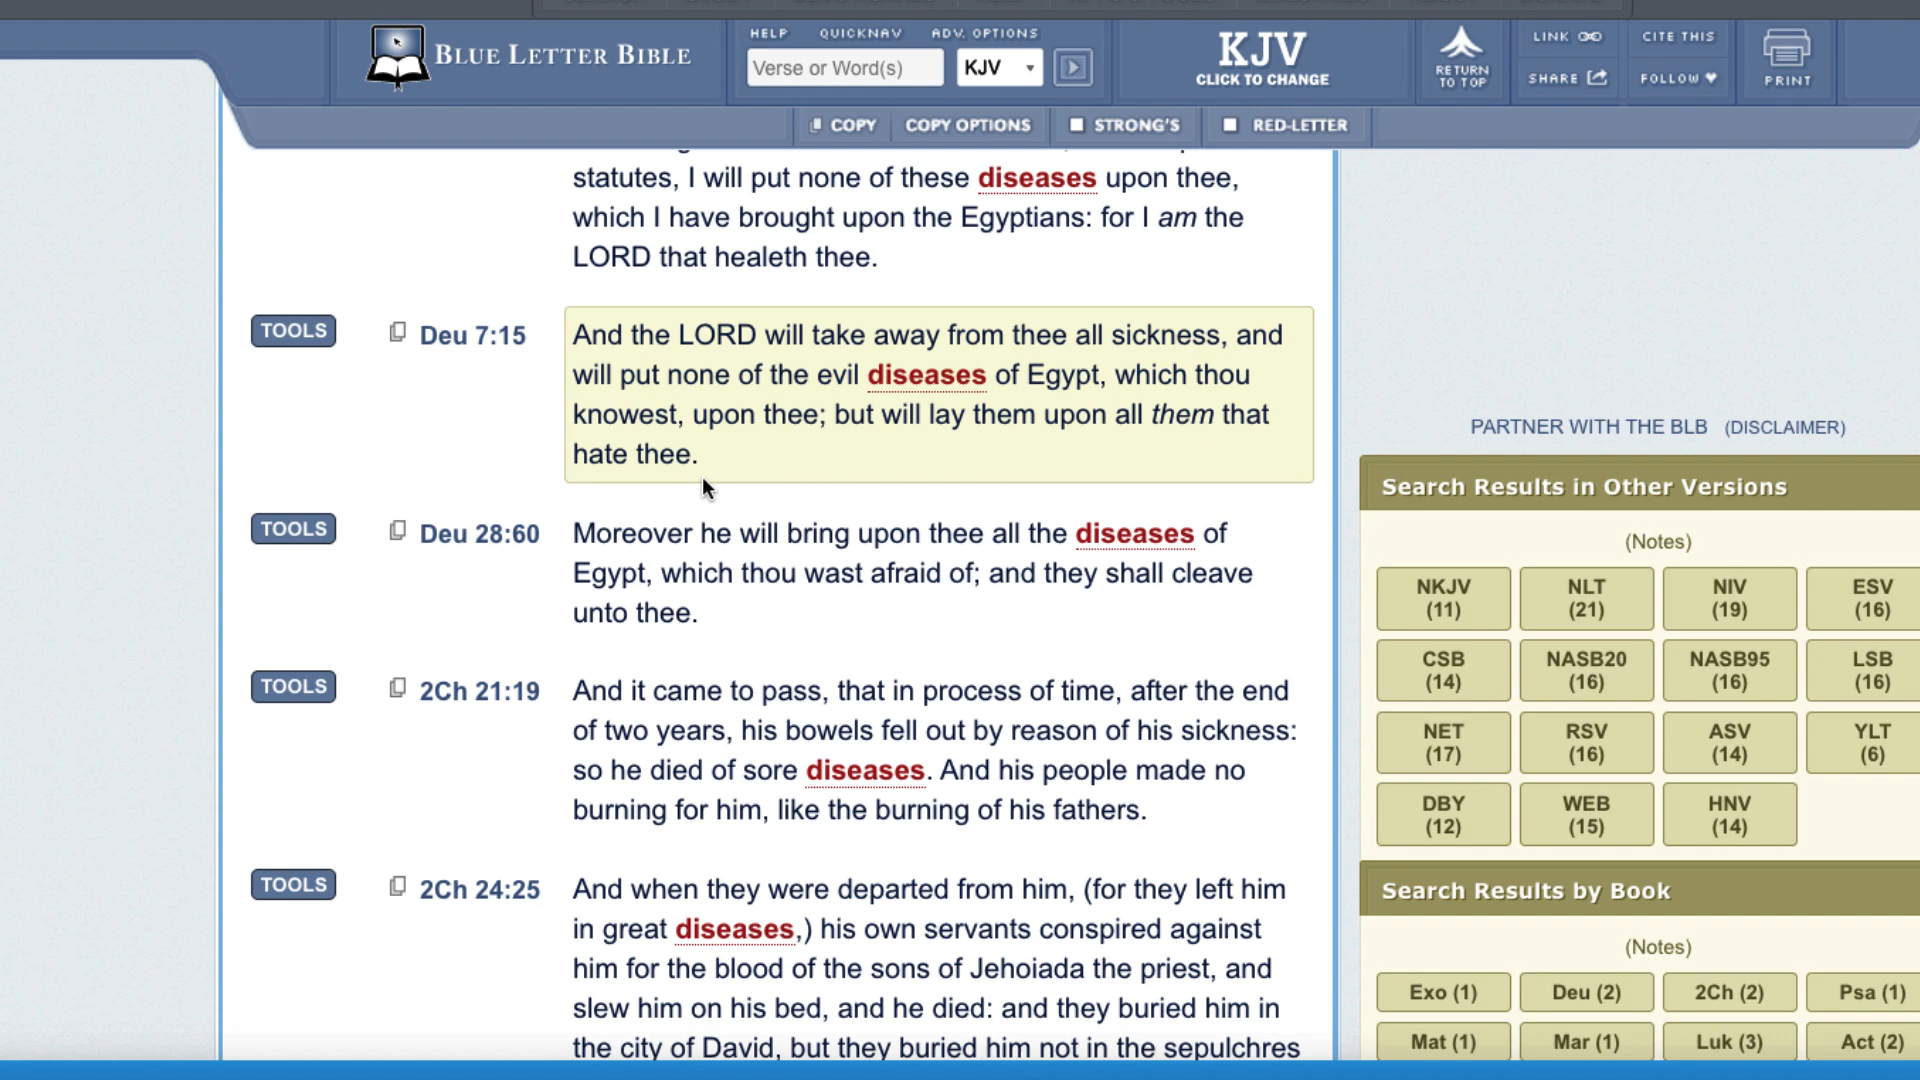 HELP QUICKNAV ADV. OPTIONS
BLUE LETTER BIBLE
Verse or Word(s) KJV
KJV
CLICK TO CHANGE
RETURN
TO TOP
LINK
SHARE
CITE THIS
FOLLOW
PRINT
COPY COPY OPTIONS STRONG'S RED-LETTER
statutes, I will put none of these diseases upon thee,
which I have brought upon the Egyptians: for I am the
LORD that healeth thee.
TOOLS Deu 7:15
And the LORD will take away from thee all sickness, and
will put none of the evil diseases of Egypt, which thou
knowest, upon thee; but will lay them upon all them that
hate thee.
TOOLS Deu 28:60
Moreover he will bring upon thee all the diseases of
Egypt, which thou wast afraid of; and they shall cleave
unto thee.
TOOLS 2Ch 21:19
And it came to pass, that in process of time, after the end
of two years, his bowels fell out by reason of his sickness:
so he died of sore diseases. And his people made no
burning for him, like the burning of his fathers.
TOOLS 2Ch 24:25
And when they were departed from him, (for they left him
in great diseases,) his own servants conspired against
him for the blood of the sons of Jehoiada the priest, and
slew him on his bed, and he died: and they buried him in
the city of David, but they buried him not in the sepulchres
PARTNER WITH THE BLB (DISCLAIMER)
Search Results in Other Versions
(Notes)
NKJV NLT NIV ESV
(11) (21) (19) (16)
CSB NASB20 NASB95 LSB
(14) (16) (16) (16)
NET RSV ASV YLT
(17) (16) (14) (6)
DBY WEB HNV
(12) (15) (14)
Search Results by Book
(Notes)
Exo (1) Deu (2) 2Ch (2) Psa (1)
Mat (1) Mar (1) Luk (3) Act (2)